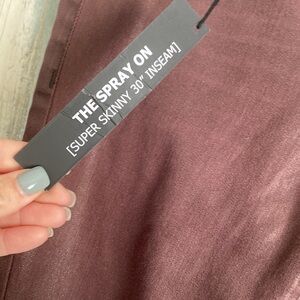 THE SPRAY ON
[SUPER SKINNY 30" INSEAM]